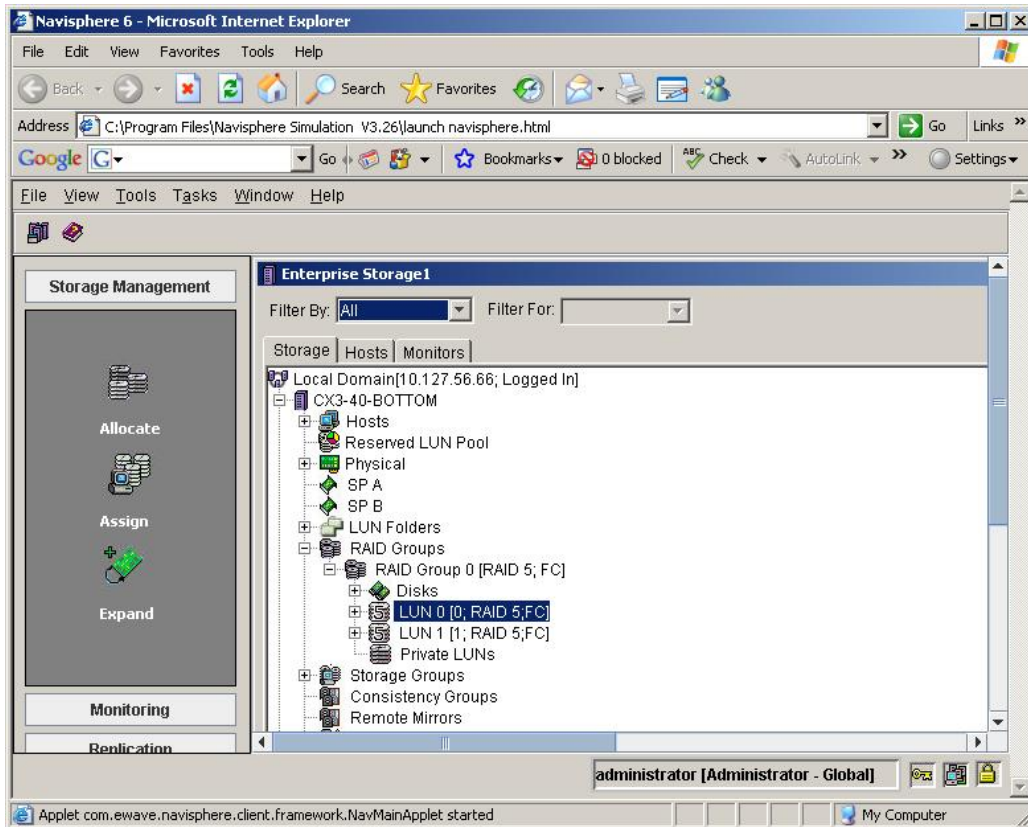 Navisphere 6 - Microsoft Internet Explorer
File Edit View Favorites Tools Help
Back Search Favorites
Address C:\Program Files\Navisphere Simulation V3.26\launch navisphere.html Go Links »
Google G Go Bookmarks 0 blocked ABC Check AutoLink » Settings
File View Tools Tasks Window Help
Storage Management
Allocate
Assign
Expand
Monitoring
Replication
Enterprise Storage1
Filter By: All Filter For:
Storage Hosts Monitors
Local Domain[10.127.56.66; Logged In]
CX3-40-BOTTOM
Hosts
Reserved LUN Pool
Physical
SP A
SP B
LUN Folders
RAID Groups
RAID Group 0 [RAID 5; FC]
Disks
LUN 0 [0; RAID 5;FC]
LUN 1 [1; RAID 5;FC]
Private LUNs
Storage Groups
Consistency Groups
Remote Mirrors
administrator [Administrator - Global]
Applet com.ewave.navisphere.client.framework.NavMainApplet started My Computer